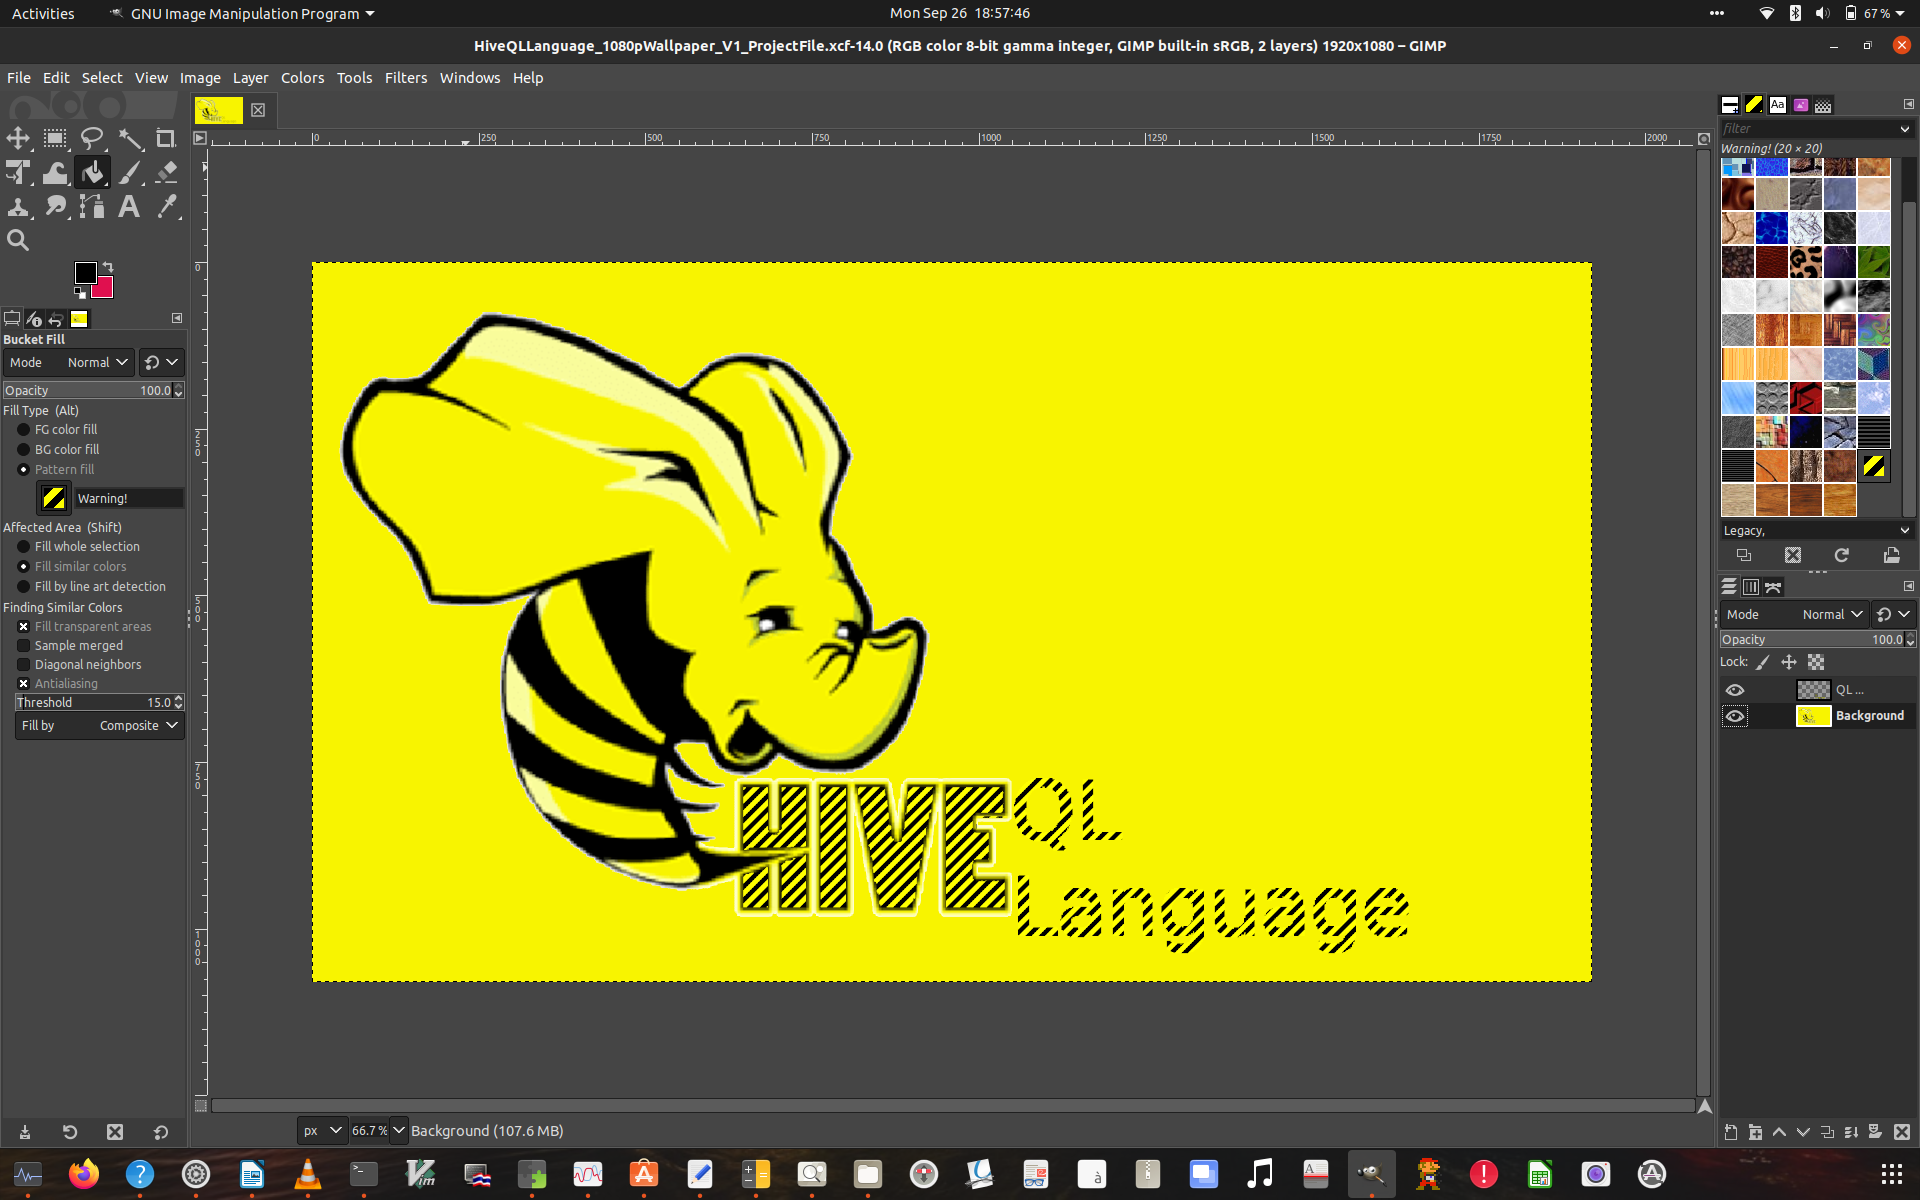 Activities
GNU Image Manipulation Program
Mon Sep 26 18:57:46
67 %
HiveQLLanguage_1080pWallpaper_V1_ProjectFile.xcf-14.0 (RGB color 8-bit gamma integer, GIMP built-in sRGB, 2 layers) 1920x1080 – GIMP
File Edit Select View Image Layer Colors Tools Filters Windows Help
0 250 500 750 1000 1250 1500 1750 2000
0
250
500
750
1000
Bucket Fill
Mode Normal
Opacity 100.0
Fill Type (Alt)
FG color fill
BG color fill
Pattern fill
Warning!
Affected Area (Shift)
Fill whole selection
Fill similar colors
Fill by line art detection
Finding Similar Colors
Fill transparent areas
Sample merged
Diagonal neighbors
Antialiasing
Threshold 15.0
Fill by Composite
HIVE QL
Language
px 66.7 % Background (107.6 MB)
Aa
filter
Warning! (20 × 20)
Legacy,
Mode Normal
Opacity 100.0
Lock:
QL ...
Background